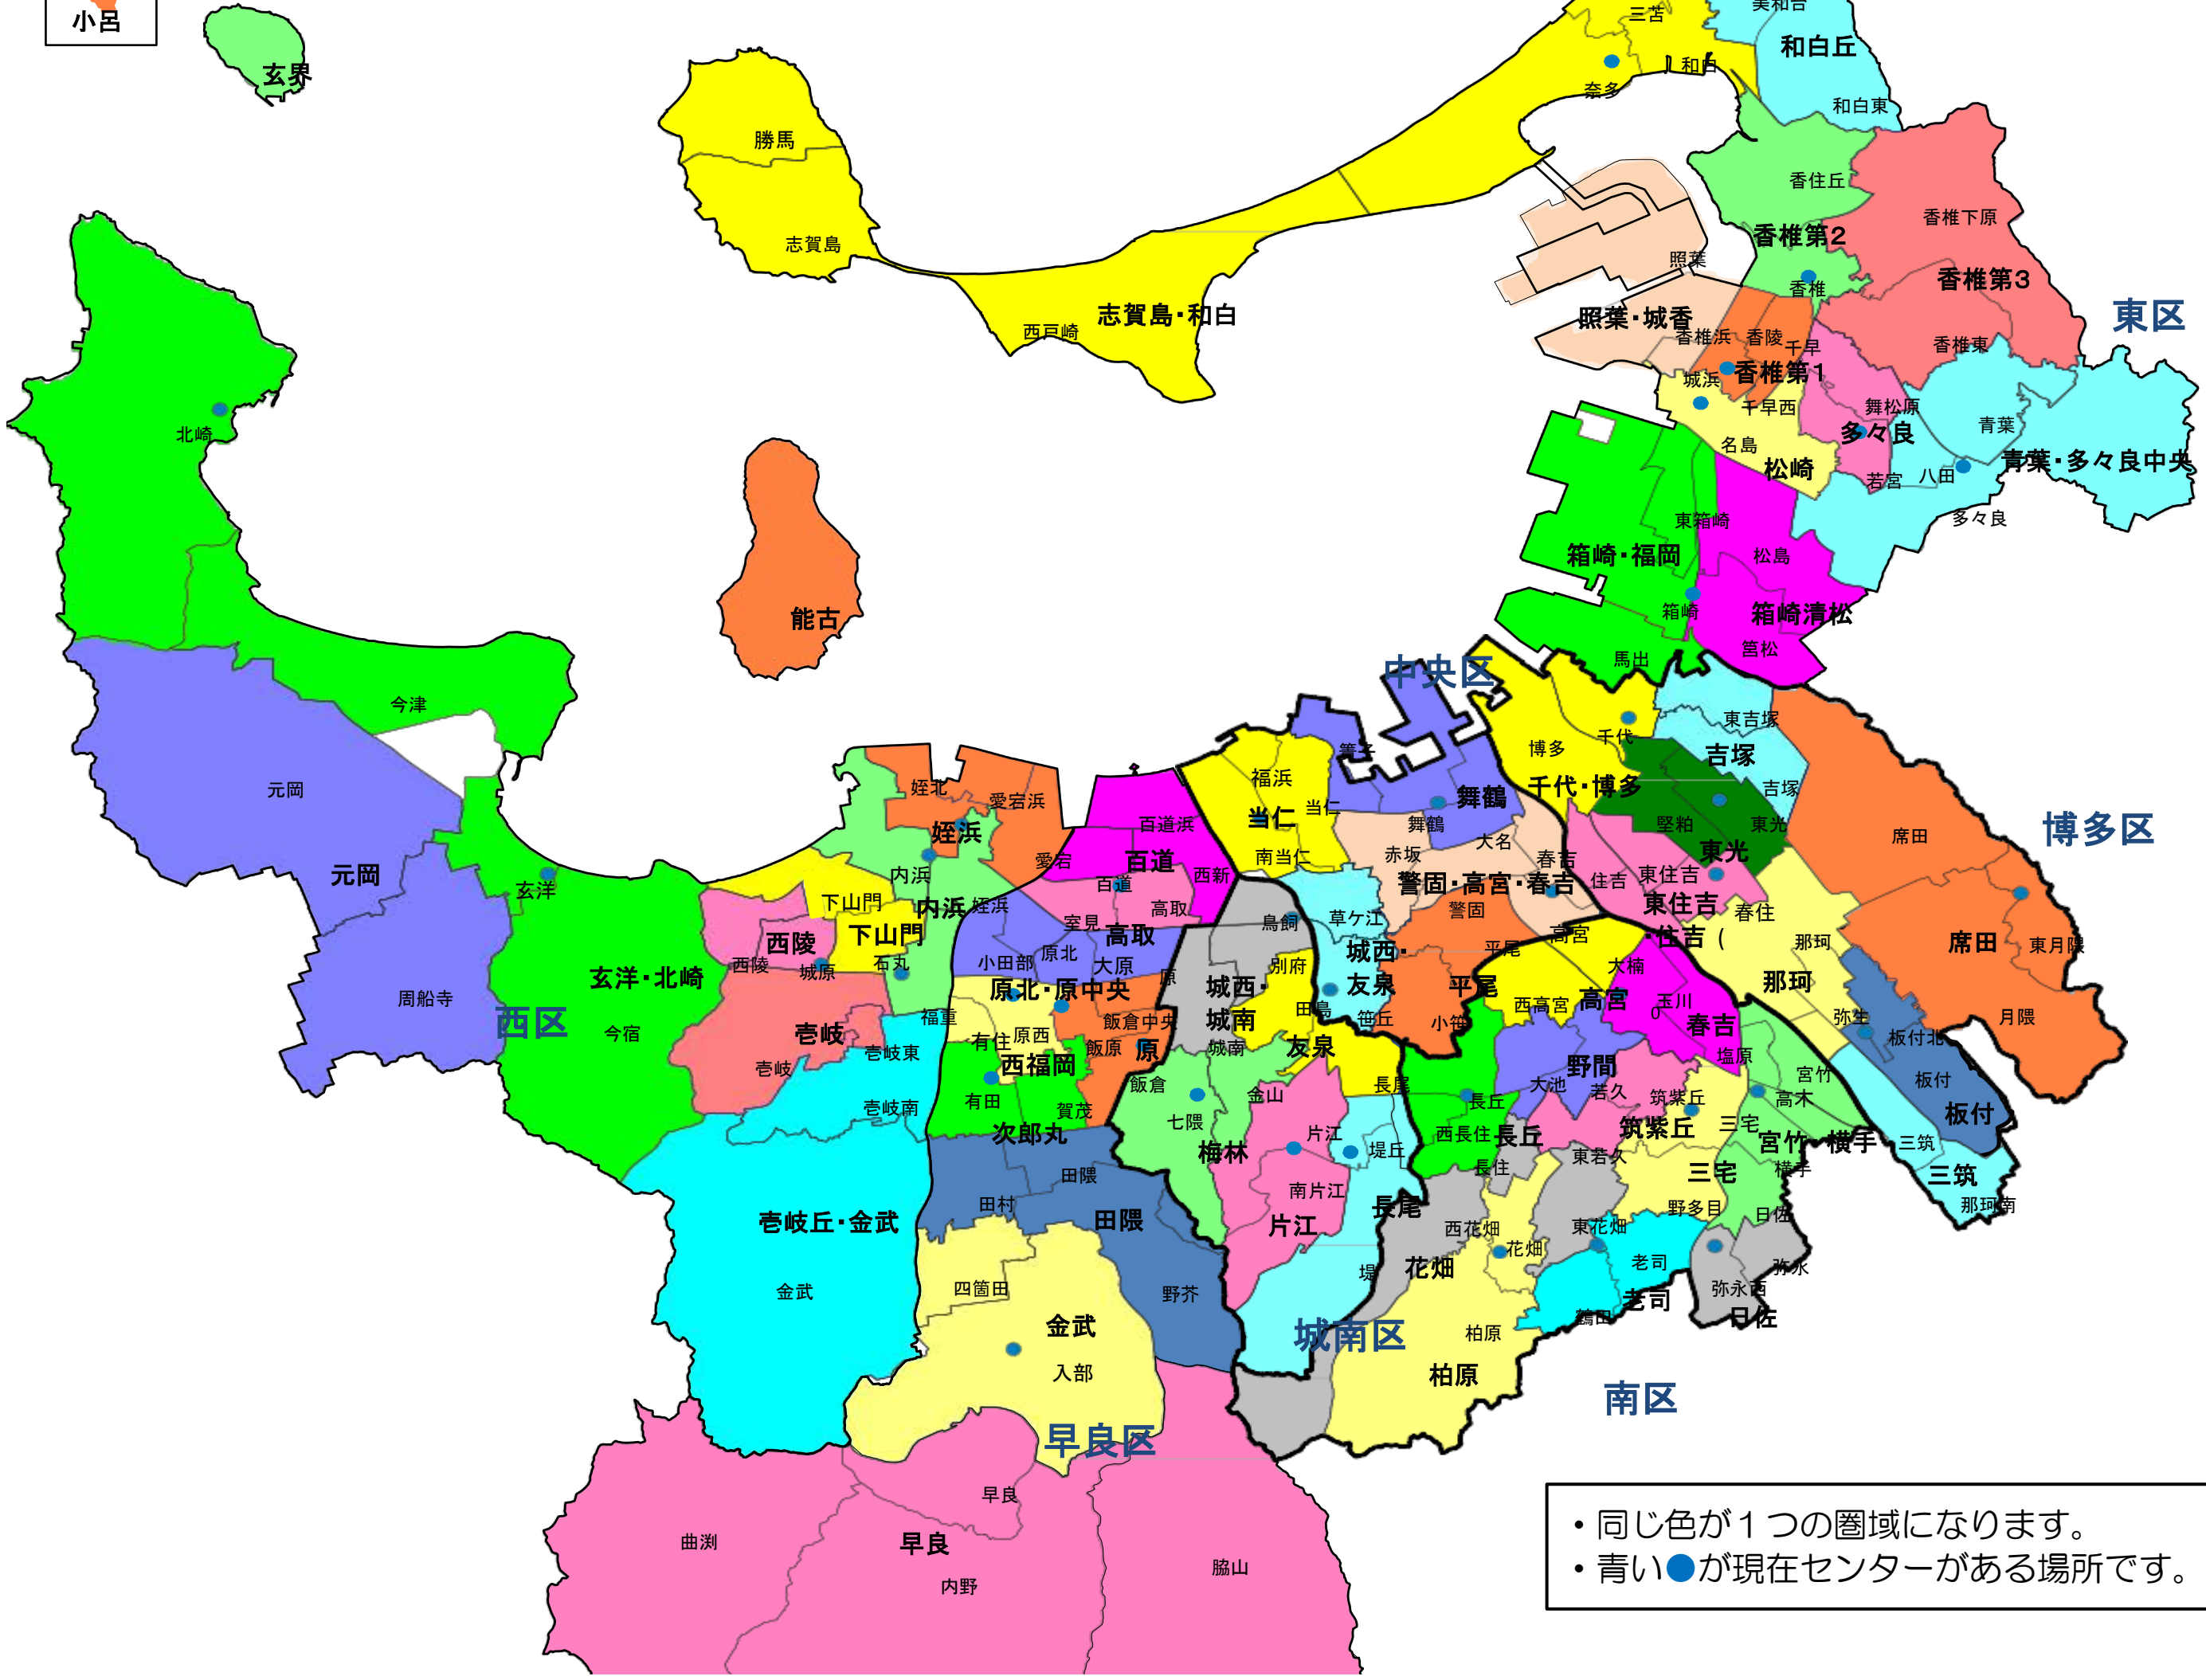 小呂
玄界
勝馬
志賀島
西戸崎
志賀島・和白
三苫
美和台
和白丘
奈多
和白
和白東
香住丘
香椎下原
香椎第2
照葉
香椎
香椎第3
照葉・城香
香椎浜
香陵
千早
香椎東
東区
香椎第1
城浜
千早西
舞松原
多々良
青葉
名島
松崎
若宮
八田
青葉・多々良中央
多々良
東箱崎
箱崎・福岡
松島
箱崎
箱崎清松
筥松
馬出
北崎
今津
元岡
元岡
周船寺
玄洋
玄洋・北崎
今宿
西区
能古
中央区
姪北
愛宕浜
姪浜
愛宕
内浜
内浜
姪浜
下山門
下山門
西陵
西陵
城原
石丸
壱岐
壱岐
福重
壱岐東
壱岐南
壱岐丘・金武
金武
百道浜
百道
百道
西新
室見
高取
高取
小田部
原北
大原
原
原北・原中央
有住
原西
飯倉中央
飯原
原
西福岡
有田
賀茂
飯倉
次郎丸
田隈
田村
田隈
野芥
四箇田
金武
入部
早良区
早良
早良
曲渕
内野
脇山
福浜
当仁
当仁
南当仁
簀子
舞鶴
舞鶴
大名
赤坂
春吉
警固・高宮・春吉
警固
草ケ江
城西・
友泉
平尾
平尾
笹丘
小笹
高宮
鳥飼
別府
城西・
城南
田島
城南
友泉
長尾
七隈
金山
梅林
片江
堤丘
南片江
片江
長尾
堤
城南区
博多
千代
千代・博多
東吉塚
吉塚
吉塚
堅粕
東光
東光
席田
博多区
住吉
東住吉
東住吉
・住吉 (
春住
那珂
那珂
席田
東月隈
月隈
弥生
板付北
板付
板付
三筑
三筑
那珂南
大楠
西高宮
高宮
玉川
春吉
塩原
野間
大池
若久
筑紫丘
筑紫丘
宮竹
高木
三宅
宮竹・横手
横手
三宅
野多目
日佐
長丘
西長住
長丘
長住
東若久
西花畑
花畑
花畑
東花畑
老司
老司
鶴田
弥永
弥永西
日佐
柏原
柏原
南区
・同じ色が1つの圏域になります。
・青い●が現在センターがある場所です。